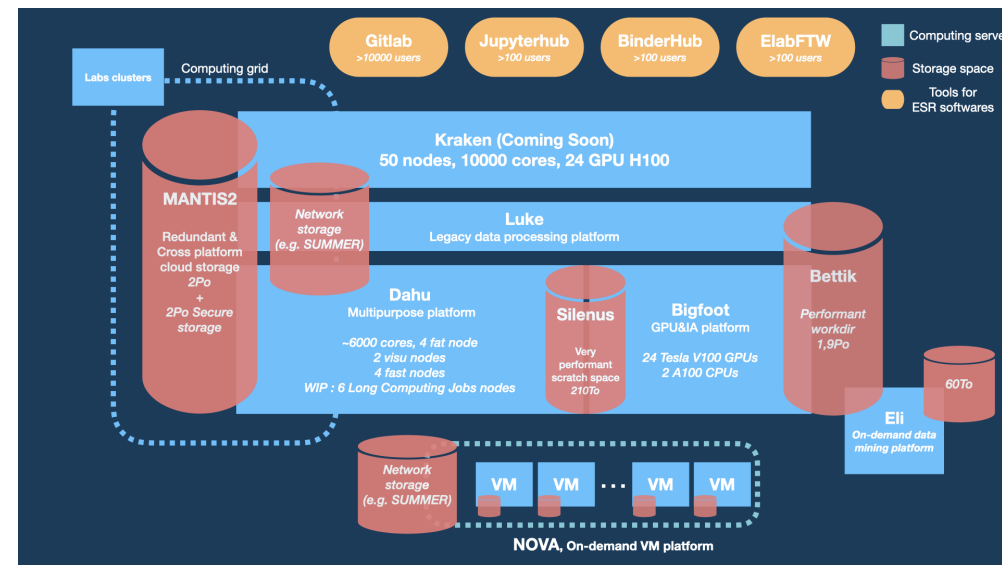 Gitlab
>10000 users
Jupyterhub
>100 users
BinderHub
>100 users
ElabFTW
>100 users
Computing serve
Storage space
Tools for
ESR softwares
Labs clusters
Computing grid
Kraken (Coming Soon)
50 nodes, 10000 cores, 24 GPU H100
MANTIS2
Redundant &
Cross platform
cloud storage
2Po
+
2Po Secure
storage
Network
storage
(e.g. SUMMER)
Luke
Legacy data processing platform
Dahu
Multipurpose platform
~6000 cores, 4 fat node
2 visu nodes
4 fast nodes
WIP : 6 Long Computing Jobs nodes
Silenus
Very
performant
scratch space
210To
Bigfoot
GPU&IA platform
24 Tesla V100 GPUs
2 A100 CPUs
Bettik
Performant
workdir
1,9Po
60To
Eli
On-demand data
mining platform
Network
storage
(e.g. SUMMER)
VM
VM
...
VM
VM
NOVA, On-demand VM platform